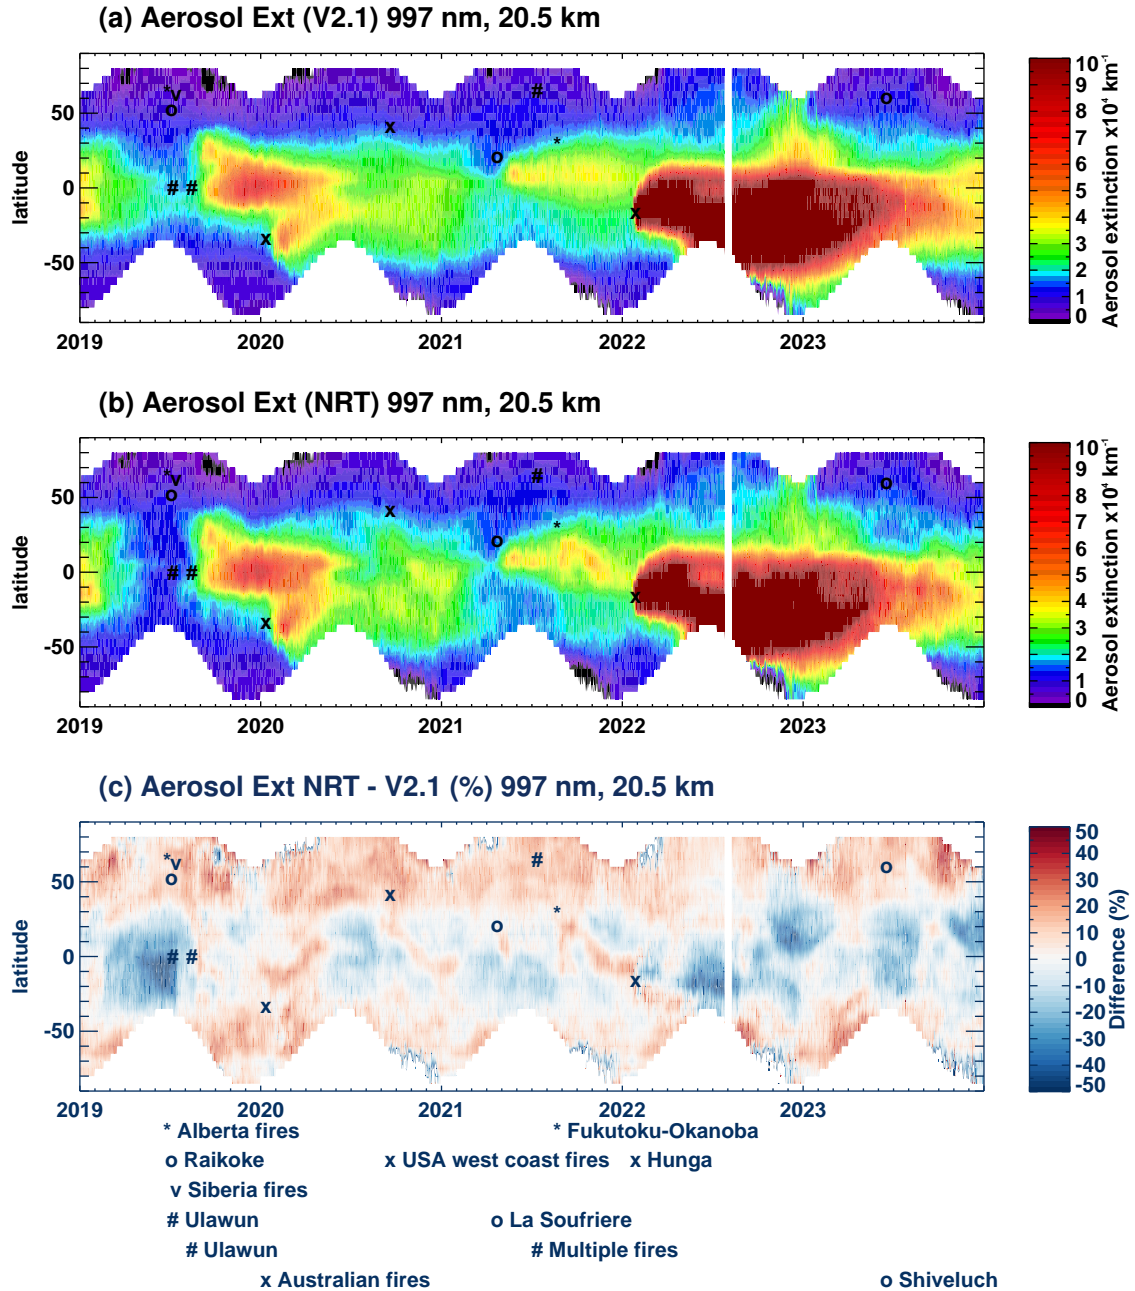 (a) Aerosol Ext (V2.1) 997 nm, 20.5 km
latitude
50
0
-50
2019 2020 2021 2022 2023
10
9
8
7
6
5
4
3
2
1
0
Aerosol extinction x10⁴ km⁻¹
(b) Aerosol Ext (NRT) 997 nm, 20.5 km
latitude
50
0
-50
2019 2020 2021 2022 2023
10
9
8
7
6
5
4
3
2
1
0
Aerosol extinction x10⁴ km⁻¹
(c) Aerosol Ext NRT - V2.1 (%) 997 nm, 20.5 km
latitude
50
0
-50
2019 2020 2021 2022 2023
50
40
30
20
10
0
-10
-20
-30
-40
-50
Difference (%)
* Alberta fires * Fukutoku-Okanoba
o Raikoke x USA west coast fires x Hunga
v Siberia fires
# Ulawun o La Soufriere
# Ulawun # Multiple fires
x Australian fires o Shiveluch